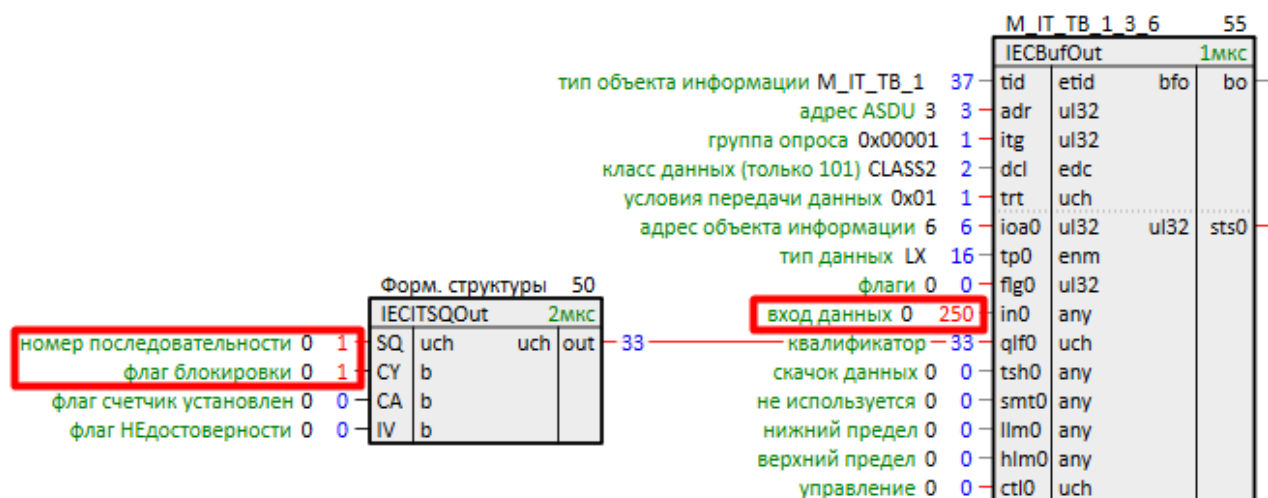 M_IT_TB_1_3_6 55
IECBufOut 1мкс
тип объекта информации M_IT_TB_1 37 tid etid bfo bo
адрес ASDU 3 3 adr ul32
группа опроса 0x00001 1 itg ul32
класс данных (только 101) CLASS2 2 dcl edc
условия передачи данных 0x01 1 trt uch
адрес объекта информации 6 6 ioa0 ul32 ul32 sts0
тип данных LX 16 tp0 enm
флаги 0 0 flg0 ul32
вход данных 0 250 in0 any
квалификатор 33 qlf0 uch
скачок данных 0 0 tsh0 any
не используется 0 0 smt0 any
нижний предел 0 0 llm0 any
верхний предел 0 0 hlm0 any
управление 0 0 ctl0 uch
Форм. структуры 50
IECITSQOut 2мкс
номер последовательности 0 1 SQ uch uch out 33
флаг блокировки 0 1 CY b
флаг счетчик установлен 0 0 CA b
флаг НЕдостоверности 0 0 IV b